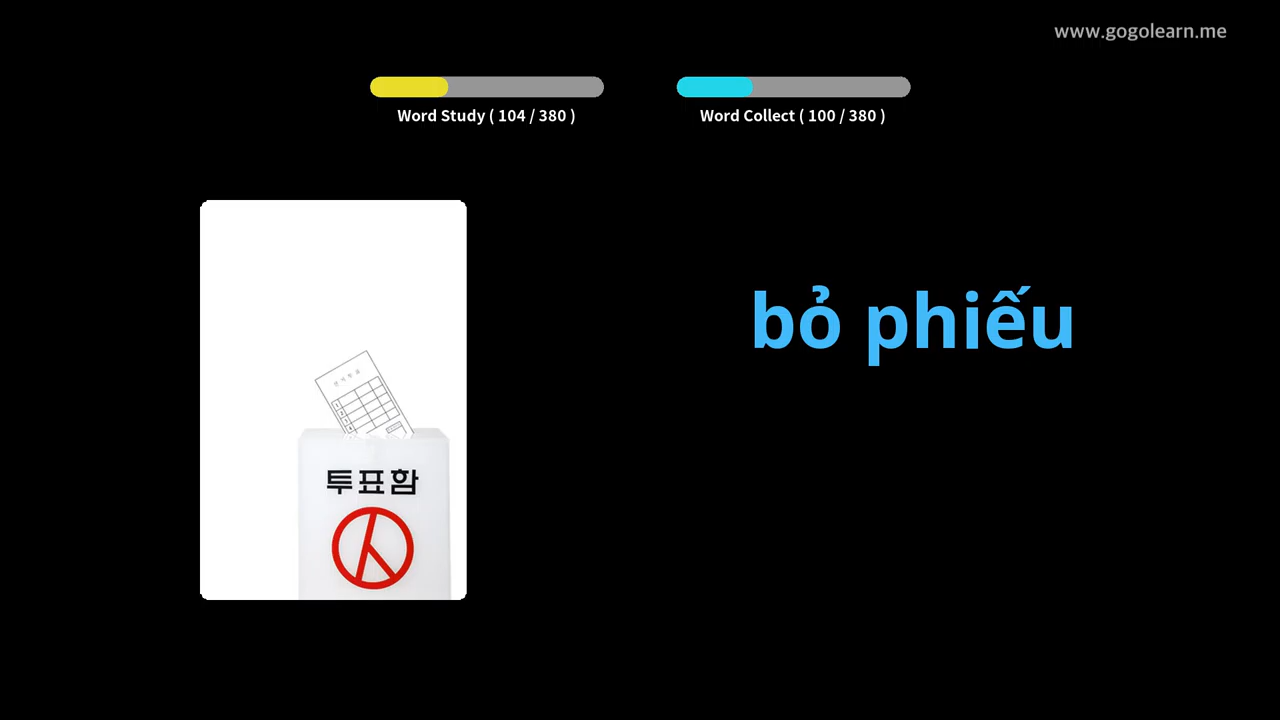 www.gogolearn.me
Word Study ( 104 / 380 )
Word Collect ( 100 / 380 )
bỏ phiếu
투표함